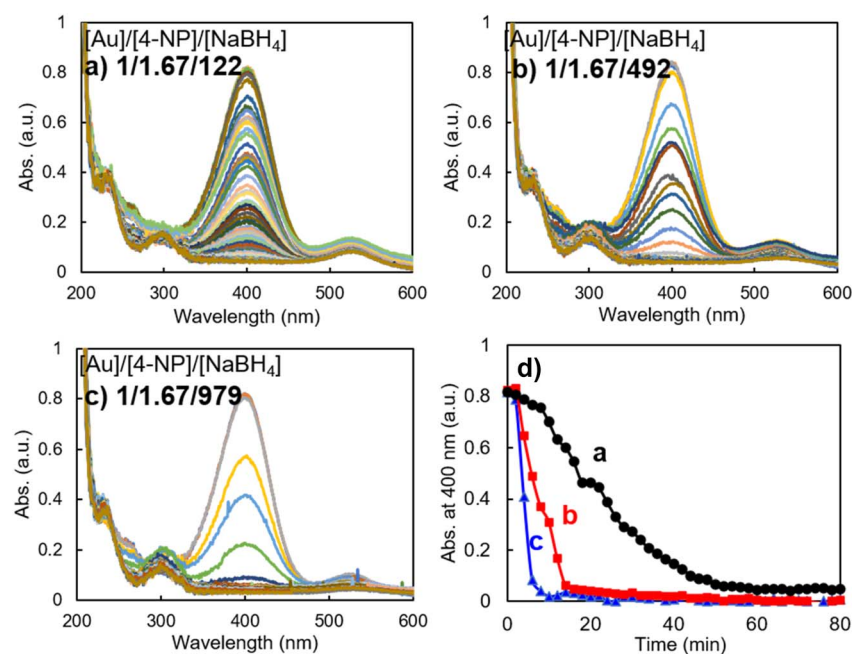 [Au]/[4-NP]/[NaBH₄]
a) 1/1.67/122
Abs. (a.u.)
1
0.8
0.6
0.4
0.2
0
200 300 400 500 600
Wavelength (nm)
[Au]/[4-NP]/[NaBH₄]
b) 1/1.67/492
Abs. (a.u.)
1
0.8
0.6
0.4
0.2
0
200 300 400 500 600
Wavelength (nm)
[Au]/[4-NP]/[NaBH₄]
c) 1/1.67/979
Abs. (a.u.)
1
0.8
0.6
0.4
0.2
0
200 300 400 500 600
Wavelength (nm)
d)
Abs. at 400 nm (a.u.)
1
0.8
0.6
0.4
0.2
0
a
b
c
0 20 40 60 80
Time (min)